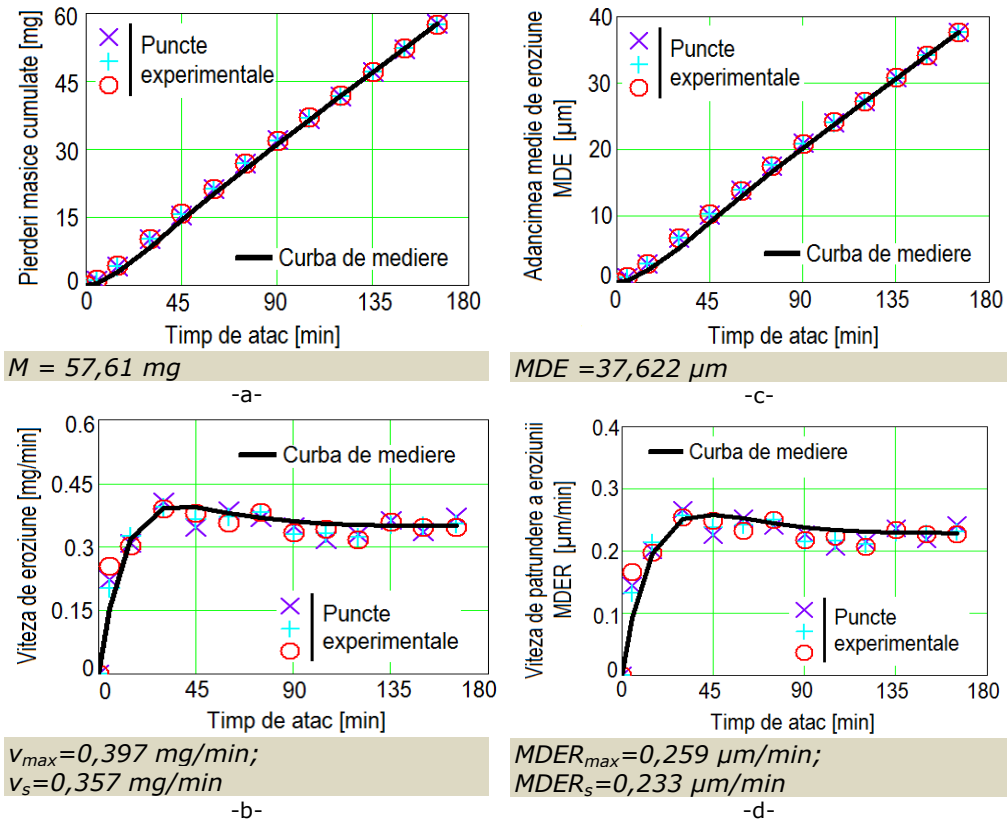 Pierderi masice cumulate [mg]
60
45
30
15
0
Puncte
experimentale
Curba de mediere
0 45 90 135 180
Timp de atac [min]
M = 57,61 mg
-a-
Adancimea medie de eroziune
MDE [µm]
40
30
20
10
0
Puncte
experimentale
Curba de mediere
0 45 90 135 180
Timp de atac [min]
MDE =37,622 µm
-c-
Viteza de eroziune [mg/min]
0.6
0.45
0.3
0.15
0
Curba de mediere
Puncte
experimentale
0 45 90 135 180
Timp de atac [min]
vmax=0,397 mg/min;
vs=0,357 mg/min
-b-
Viteza de patrundere a eroziunii
MDER [µm/min]
0.4
0.3
0.2
0.1
0
Curba de mediere
Puncte
experimentale
0 45 90 135 180
Timp de atac [min]
MDERmax=0,259 µm/min;
MDERs=0,233 µm/min
-d-